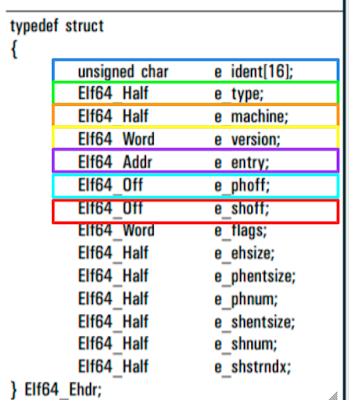 typedef struct
{
unsigned char e_ident[16];
Elf64_Half e_type;
Elf64_Half e_machine;
Elf64_Word e_version;
Elf64_Addr e_entry;
Elf64_Off e_phoff;
Elf64_Off e_shoff;
Elf64_Word e_flags;
Elf64_Half e_ehsize;
Elf64_Half e_phentsize;
Elf64_Half e_phnum;
Elf64_Half e_shentsize;
Elf64_Half e_shnum;
Elf64_Half e_shstrndx;
} Elf64_Ehdr;